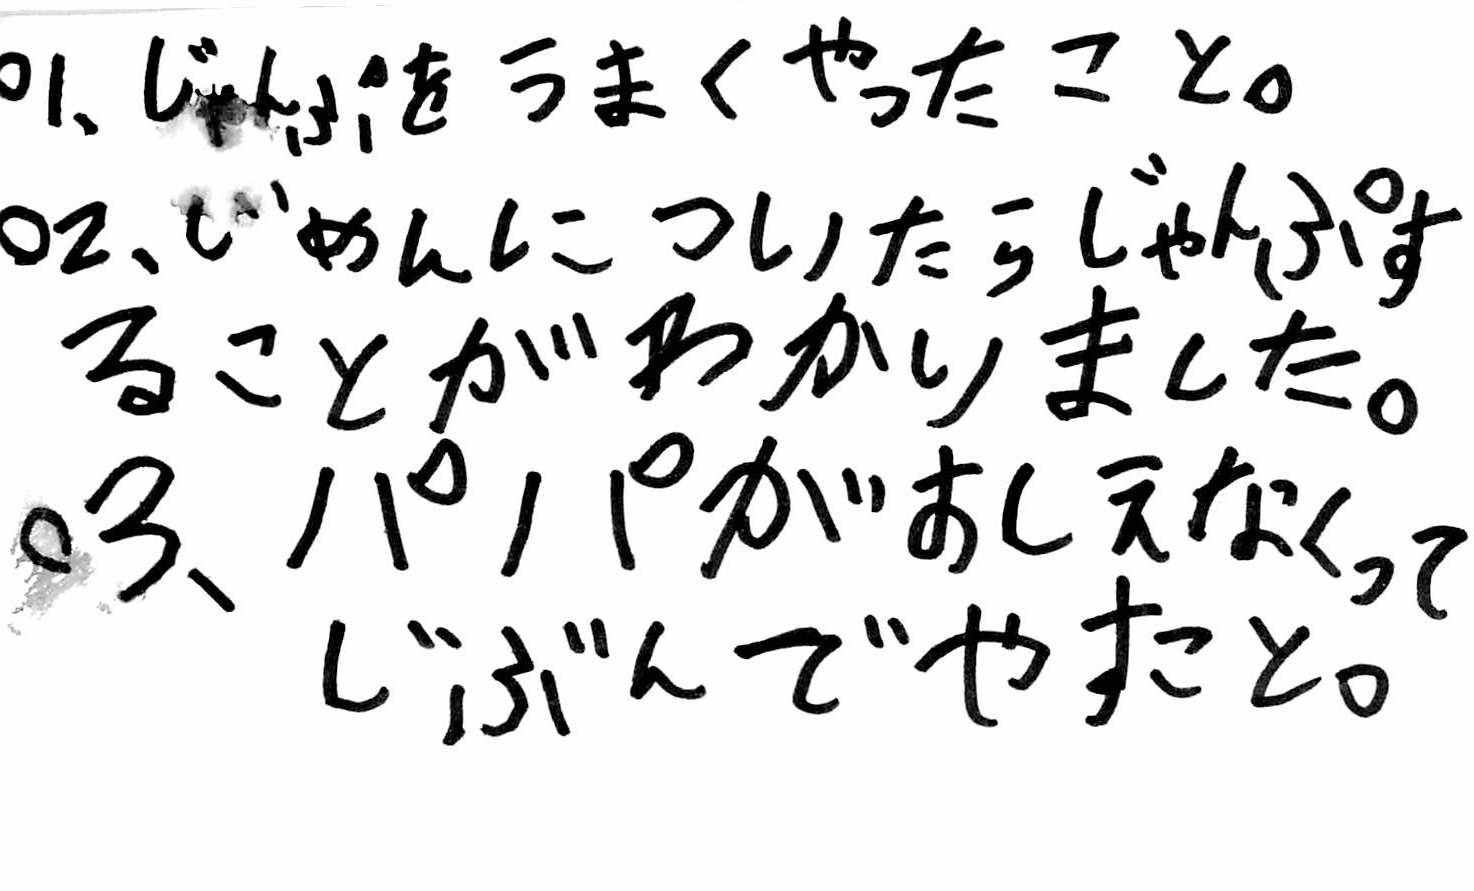 01、じゃんぷをうまくやったこと。
02、じめんについたらじゃんぷす
ることがわかりました。
03、パパがおしえなくって
じぶんでやすこと。